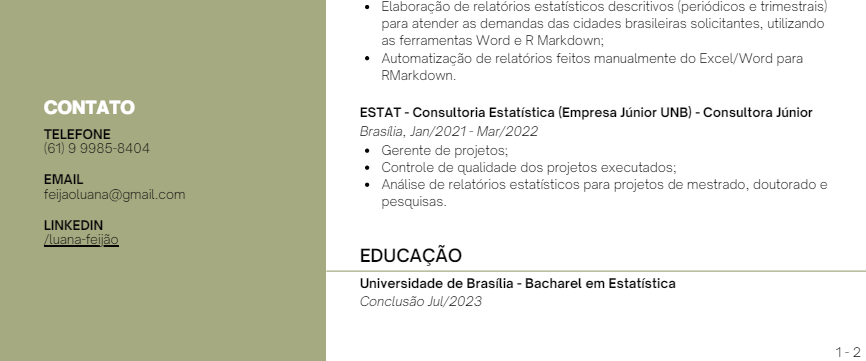 CONTATO
TELEFONE
(61) 9 9985-8404
EMAIL
feijaoluana@gmail.com
LINKEDIN
/luana-feijão
• Elaboração de relatórios estatísticos descritivos (periódicos e trimestrais)
para atender as demandas das cidades brasileiras solicitantes, utilizando
as ferramentas Word e R Markdown;
• Automatização de relatórios feitos manualmente do Excel/Word para
RMarkdown.
ESTAT - Consultoria Estatística (Empresa Júnior UNB) - Consultora Júnior
Brasília, Jan/2021 - Mar/2022
• Gerente de projetos;
• Controle de qualidade dos projetos executados;
• Análise de relatórios estatísticos para projetos de mestrado, doutorado e
pesquisas.
EDUCAÇÃO
Universidade de Brasília - Bacharel em Estatística
Conclusão Jul/2023
1 - 2